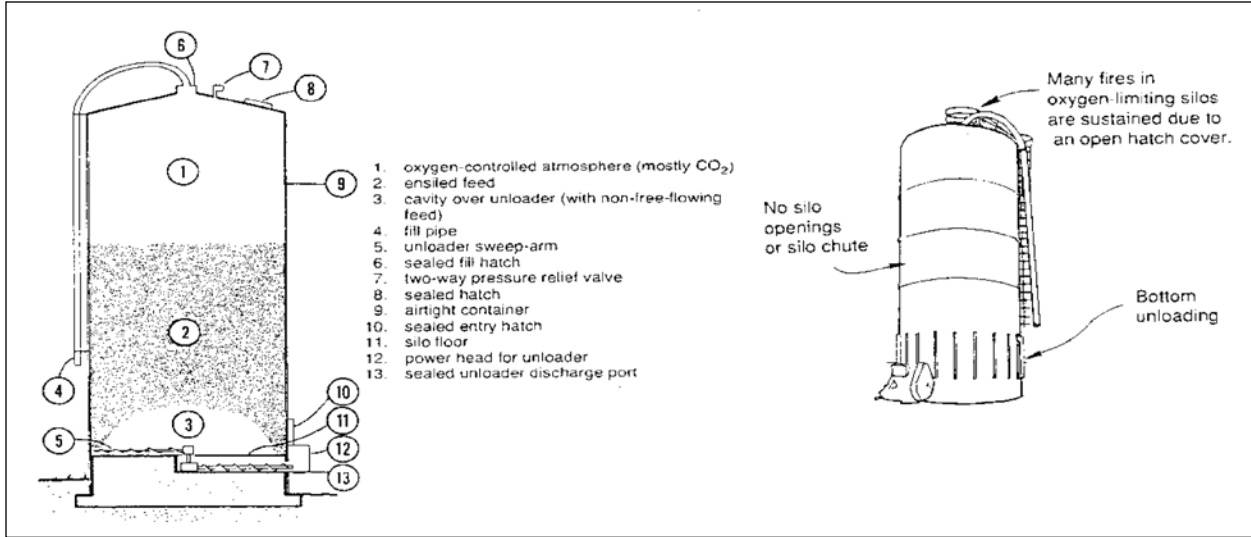 6
7
8
1
9
2
4
3
10
11
5
12
13
1. oxygen-controlled atmosphere (mostly CO₂)
2. ensiled feed
3. cavity over unloader (with non-free-flowing
feed)
4. fill pipe
5. unloader sweep-arm
6. sealed fill hatch
7. two-way pressure relief valve
8. sealed hatch
9. airtight container
10. sealed entry hatch
11. silo floor
12. power head for unloader
13. sealed unloader discharge port
Many fires in
oxygen-limiting silos
are sustained due to
an open hatch cover.
No silo
openings
or silo chute
Bottom
unloading